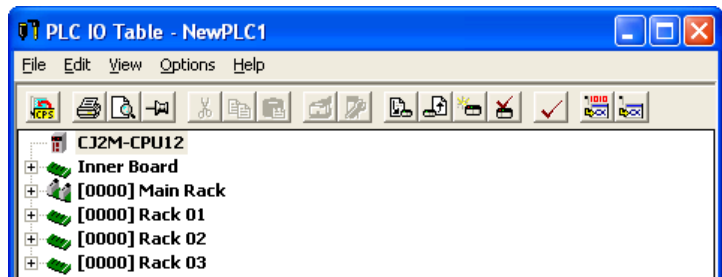 PLC IO Table - NewPLC1
File Edit View Options Help
CPS
1010
CJ2M-CPU12
Inner Board
[0000] Main Rack
[0000] Rack 01
[0000] Rack 02
[0000] Rack 03